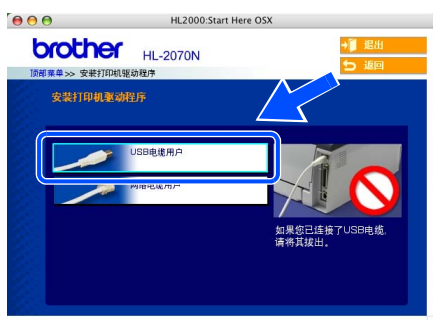 HL2000:Start Here OSX
brother HL-2070N
退出
返回
顶部菜单>> 安装打印机驱动程序
安装打印机驱动程序
USB电缆用户
网络电缆用户
如果您已连接了USB电缆,
请将其拔出。